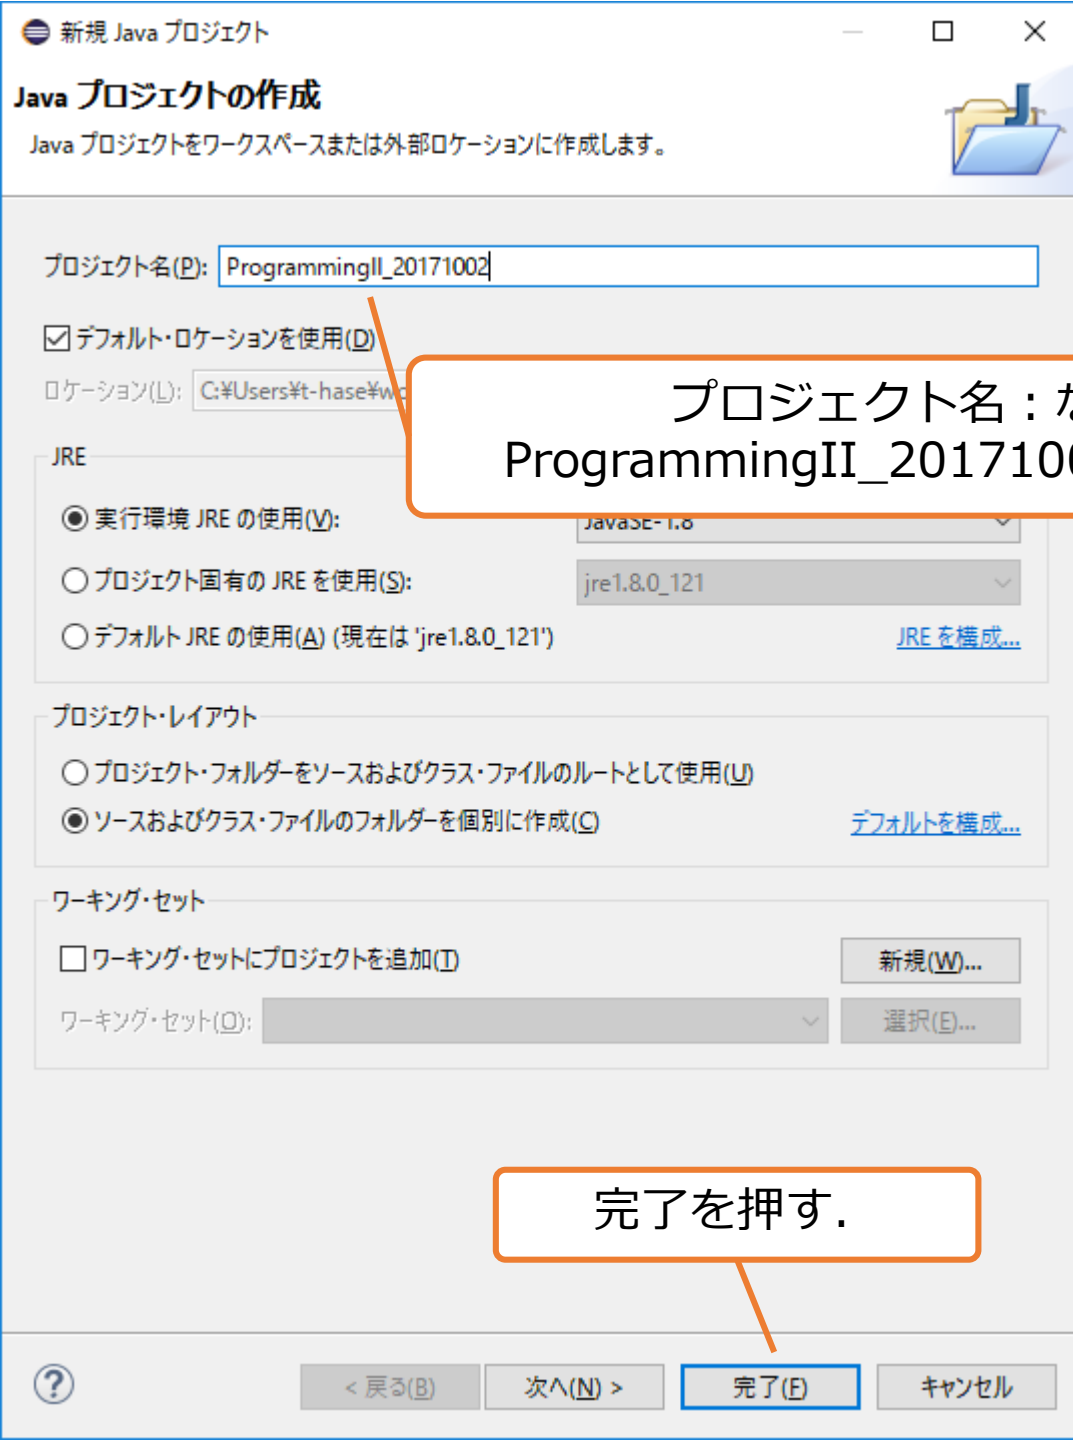 新規 Java プロジェクト
Java プロジェクトの作成
Java プロジェクトをワークスペースまたは外部ロケーションに作成します。
プロジェクト名(P): ProgrammingII_20171002
デフォルト・ロケーションを使用(D)
ロケーション(L): C:¥Users¥t-hase¥wo
プロジェクト名：な
ProgrammingII_2017100
JRE
実行環境 JRE の使用(V): JavaSE-1.8
プロジェクト固有の JRE を使用(S): jre1.8.0_121
デフォルト JRE の使用(A) (現在は 'jre1.8.0_121') JRE を構成...
プロジェクト・レイアウト
プロジェクト・フォルダーをソースおよびクラス・ファイルのルートとして使用(U)
ソースおよびクラス・ファイルのフォルダーを個別に作成(C) デフォルトを構成...
ワーキング・セット
ワーキング・セットにプロジェクトを追加(T) 新規(W)...
ワーキング・セット(O): 選択(E)...
完了を押す.
? < 戻る(B) 次へ(N) > 完了(F) キャンセル